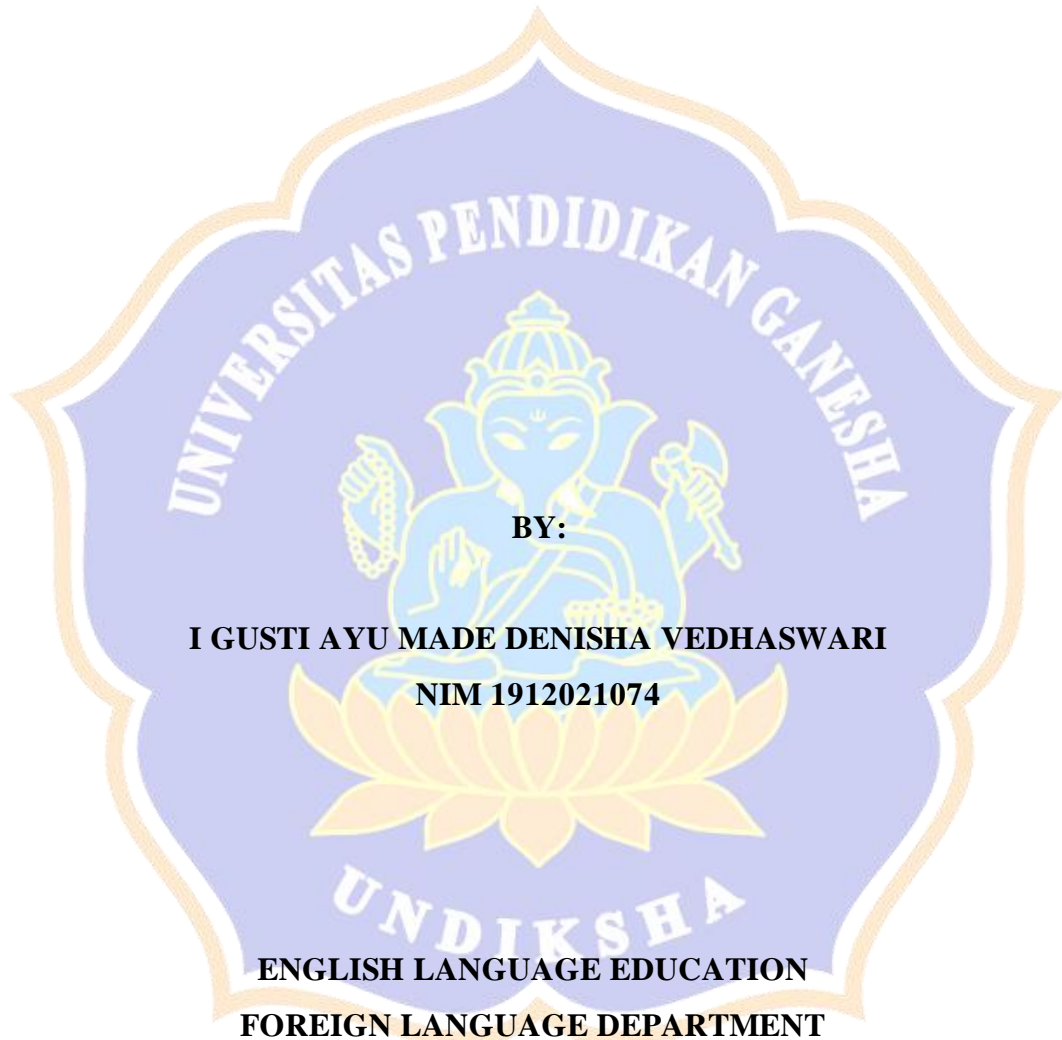 UNIVERSITAS PENDIDIKAN GANESHA
BY:
I GUSTI AYU MADE DENISHA VEDHASWARI
NIM 1912021074
UNDIKSHA
ENGLISH LANGUAGE EDUCATION
FOREIGN LANGUAGE DEPARTMENT